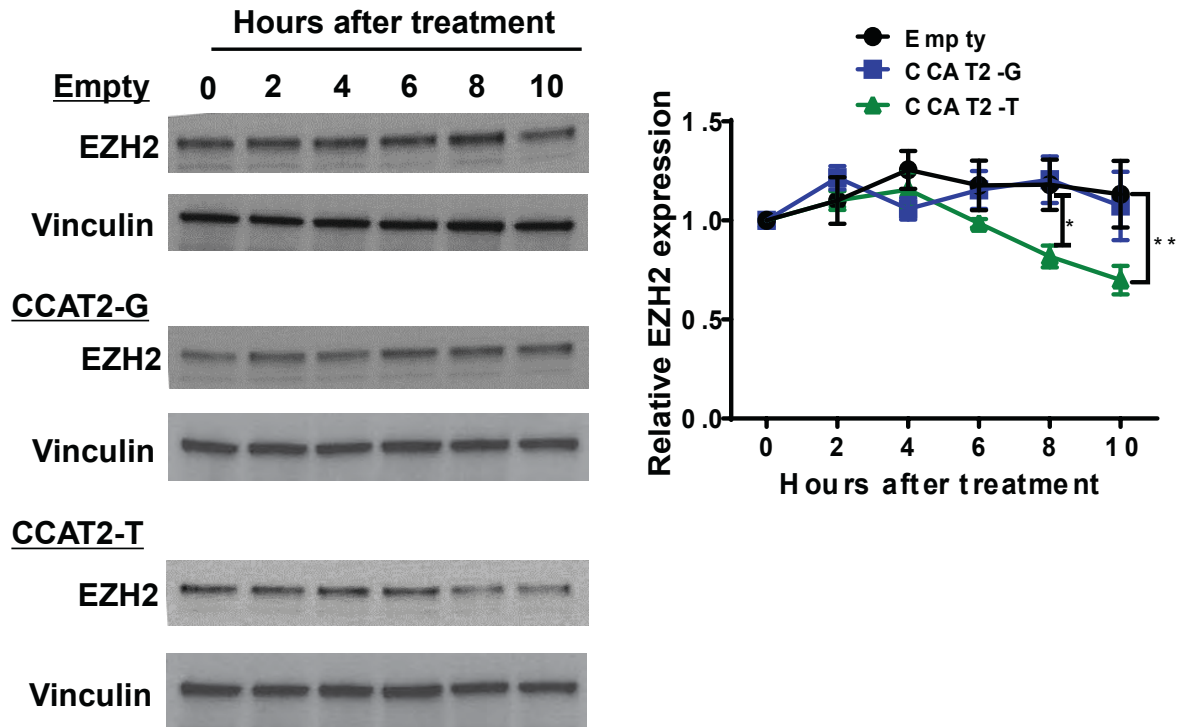 Hours after treatment
Empty 0 2 4 6 8 10
EZH2
Vinculin
CCAT2-G
EZH2
Vinculin
CCAT2-T
EZH2
Vinculin
Empty
CCAT2-G
CCAT2-T
Relative EZH2 expression
1.5
1.0
0.5
0.0
*
**
0 2 4 6 8 10
Hours after treatment